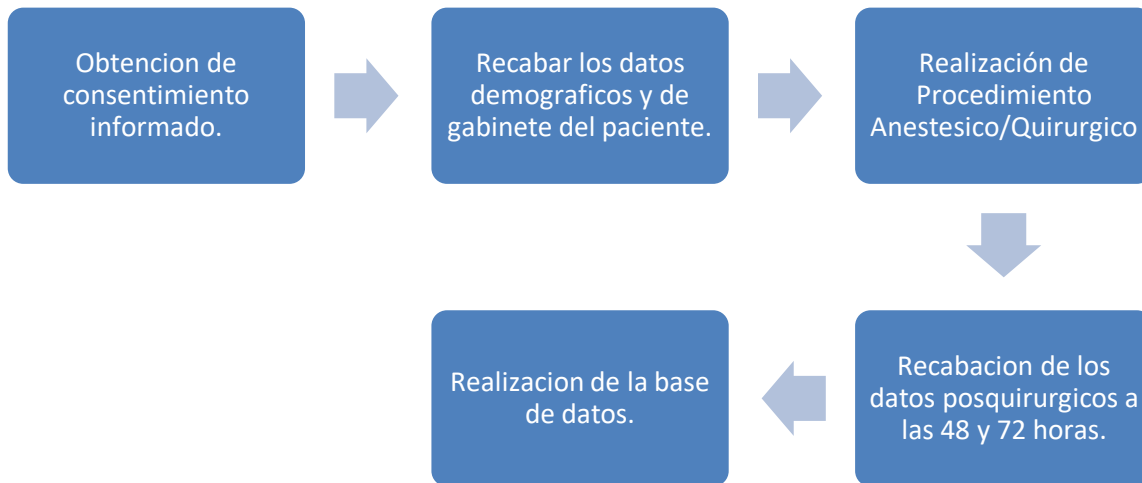 Obtencion de
consentimiento
informado.
Recabar los datos
demograficos y de
gabinete del paciente.
Realización de
Procedimiento
Anestesico/Quirurgico
Recabacion de los
datos posquirurgicos a
las 48 y 72 horas.
Realizacion de la base
de datos.